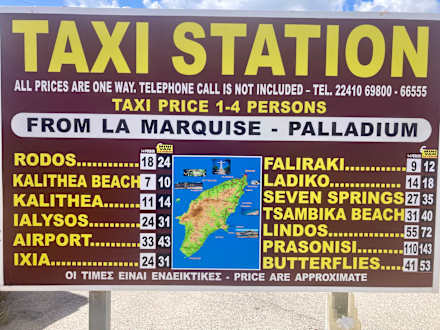 TAXI STATION
ALL PRICES ARE ONE WAY. TELEPHONE CALL IS NOT INCLUDED - TEL. 22410 69800 - 66555
TAXI PRICE 1-4 PERSONS
FROM LA MARQUISE - PALLADIUM
RODOS............... 18 24
KALITHEA BEACH 7 10
KALLITHEA......... 11 14
IALYSOS............. 24 31
AIRPORT............ 33 43
IXIA.................... 24 31
FALIRAKI............. 9 12
LADIKO............... 14 18
SEVEN SPRINGS 27 35
TSAMBIKA BEACH 31 40
LINDOS............... 55 72
PRASONISI......... 110 143
BUTTERFLIES..... 41 53
ΟΙ ΤΙΜΕΣ ΕΙΝΑΙ ΕΝΔΕΙΚΤΙΚΕΣ - PRICE ARE APPROXIMATE